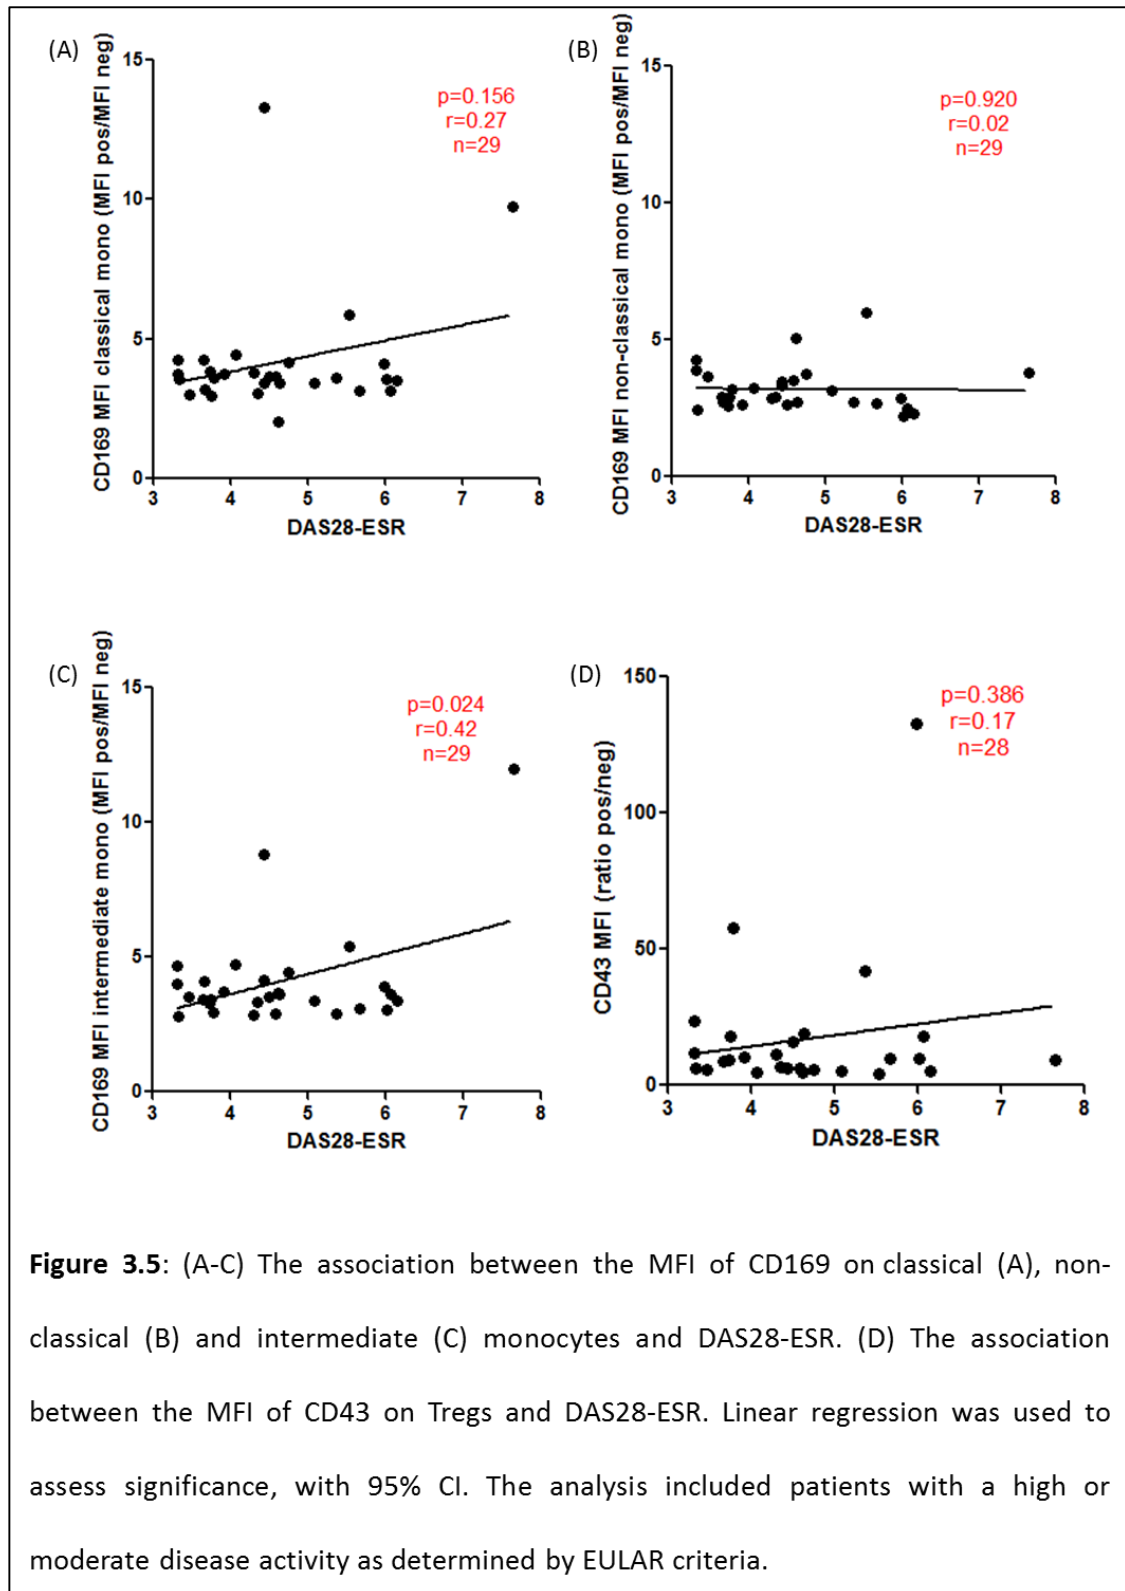 (A)
CD169 MFI classical mono (MFI pos/MFI neg)
15
10
5
0
3 4 5 6 7 8
DAS28-ESR
p=0.156
r=0.27
n=29
(B)
CD169 MFI non-classical mono (MFI pos/MFI neg)
15
10
5
0
3 4 5 6 7 8
DAS28-ESR
p=0.920
r=0.02
n=29
(C)
CD169 MFI intermediate mono (MFI pos/MFI neg)
15
10
5
0
3 4 5 6 7 8
DAS28-ESR
p=0.024
r=0.42
n=29
(D)
CD43 MFI (ratio pos/neg)
150
100
50
0
3 4 5 6 7 8
DAS28-ESR
p=0.386
r=0.17
n=28
Figure 3.5: (A-C) The association between the MFI of CD169 on classical (A), non-
classical (B) and intermediate (C) monocytes and DAS28-ESR. (D) The association
between the MFI of CD43 on Tregs and DAS28-ESR. Linear regression was used to
assess significance, with 95% CI. The analysis included patients with a high or
moderate disease activity as determined by EULAR criteria.